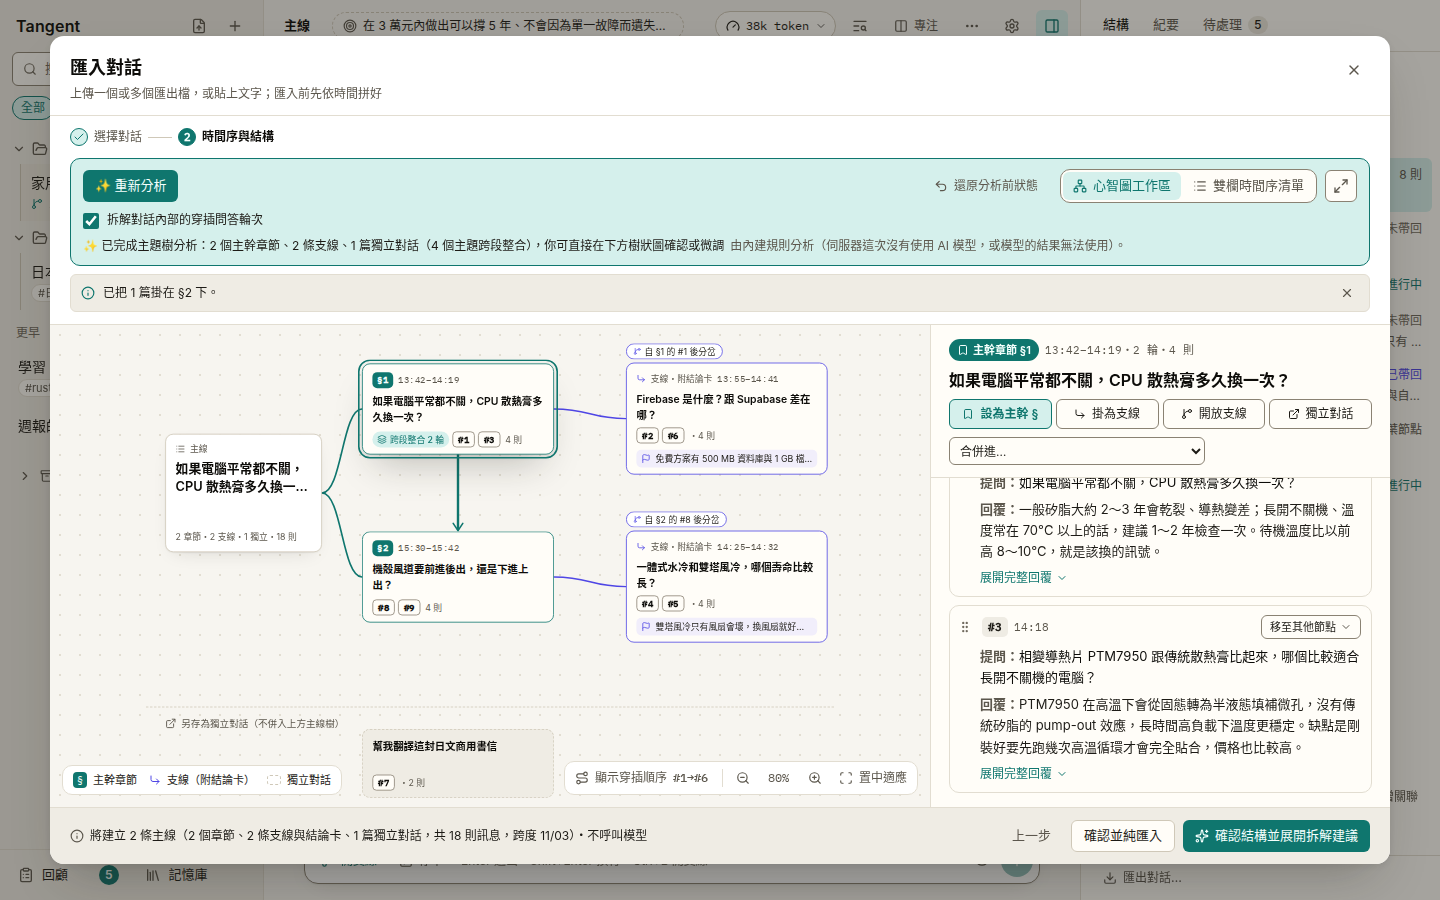 Tangent
主線
在 3 萬元內做出可以撐 5 年、不會因為單一故障而遺失...
38k token
專注
結構
紀要
待處理 5
全部
匯入對話
上傳一個或多個匯出檔，或貼上文字；匯入前先依時間拼好
選擇對話
2 時間序與結構
✨ 重新分析
還原分析前狀態
心智圖工作區
雙欄時間序清單
拆解對話內部的穿插問答輪次
✨ 已完成主題樹分析：2 個主幹章節、2 條支線、1 篇獨立對話（4 個主題跨段整合），你可直接在下方樹狀圖確認或微調 由內建規則分析（伺服器這次沒有使用 AI 模型，或模型的結果無法使用）。
已把 1 篇掛在 §2 下。
更早
學習
#rust
週報
8 則
未帶回
進行中
未帶回
只有 ...
已帶回
葉節點
進行中
主線
如果電腦平常都不關，
CPU 散熱膏多久換一...
2 章節・2 支線・1 獨立・18 則
§1 13:42–14:19
如果電腦平常都不關，CPU 散熱膏多
久換一次？
跨段整合 2 輪 #1 #3 4 則
自 §1 的 #1 後分岔
支線・附結論卡 13:55–14:41
Firebase 是什麼？跟 Supabase 差在
哪？
#2 #6 ・4 則
免費方案有 500 MB 資料庫與 1 GB 檔...
§2 15:30–15:42
機殼風道要前進後出，還是下進上
出？
#8 #9 4 則
自 §2 的 #8 後分岔
支線・附結論卡 14:25–14:32
一體式水冷和雙塔風冷，哪個壽命比較
長？
#4 #5 ・4 則
雙塔風冷只有風扇會壞，換風扇就好...
另存為獨立對話（不併入上方主線樹）
幫我翻譯這封日文商用書信
#7 ・2 則
§ 主幹章節
支線（附結論卡）
獨立對話
顯示穿插順序 #1→#6
80%
置中適應
主幹章節 §1 13:42–14:19・2 輪・4 則
如果電腦平常都不關，CPU 散熱膏多久換一次？
設為主幹 §
掛為支線
開放支線
獨立對話
合併進...
提問：如果電腦平常都不關，CPU 散熱膏多久換一次？
回覆：一般矽脂大約 2～3 年會乾裂、導熱變差；長開不關機、溫
度常在 70°C 以上的話，建議 1～2 年檢查一次。待機溫度比以前
高 8～10°C，就是該換的訊號。
展開完整回覆
#3 14:18
移至其他節點
提問：相變導熱片 PTM7950 跟傳統散熱膏比起來，哪個比較適合
長開不關機的電腦？
回覆：PTM7950 在高溫下會從固態轉為半液態填補微孔，沒有傳
統矽脂的 pump-out 效應，長時間高負載下溫度更穩定。缺點是剛
裝好要先跑幾次高溫循環才會完全貼合，價格也比較高。
展開完整回覆
將建立 2 條主線（2 個章節、2 條支線與結論卡、1 篇獨立對話，共 18 則訊息，跨度 11/03）・不呼叫模型
上一步
確認並純匯入
確認結構並展開拆解建議
回顧 5
記憶庫
匯出對話...